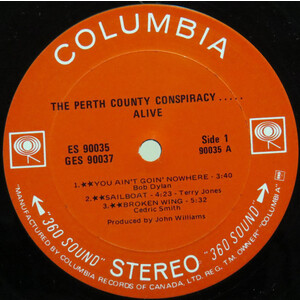 COLUMBIA
THE PERTH COUNTY CONSPIRACY.....
ALIVE
ES 90035
GES 90037
Side 1
90035 A
1.★★YOU AIN'T GOIN' NOWHERE - 3:40
Bob Dylan
2.★★SAILBOAT - 4:23 - Terry Jones
3.★★BROKEN WING - 5:32
Cedric Smith
Produced by John Williams
"360 SOUND" STEREO "360 SOUND"
"MANUFACTURED BY COLUMBIA RECORDS OF CANADA, LTD. REG. T.M. OWNER "COLUMBIA"